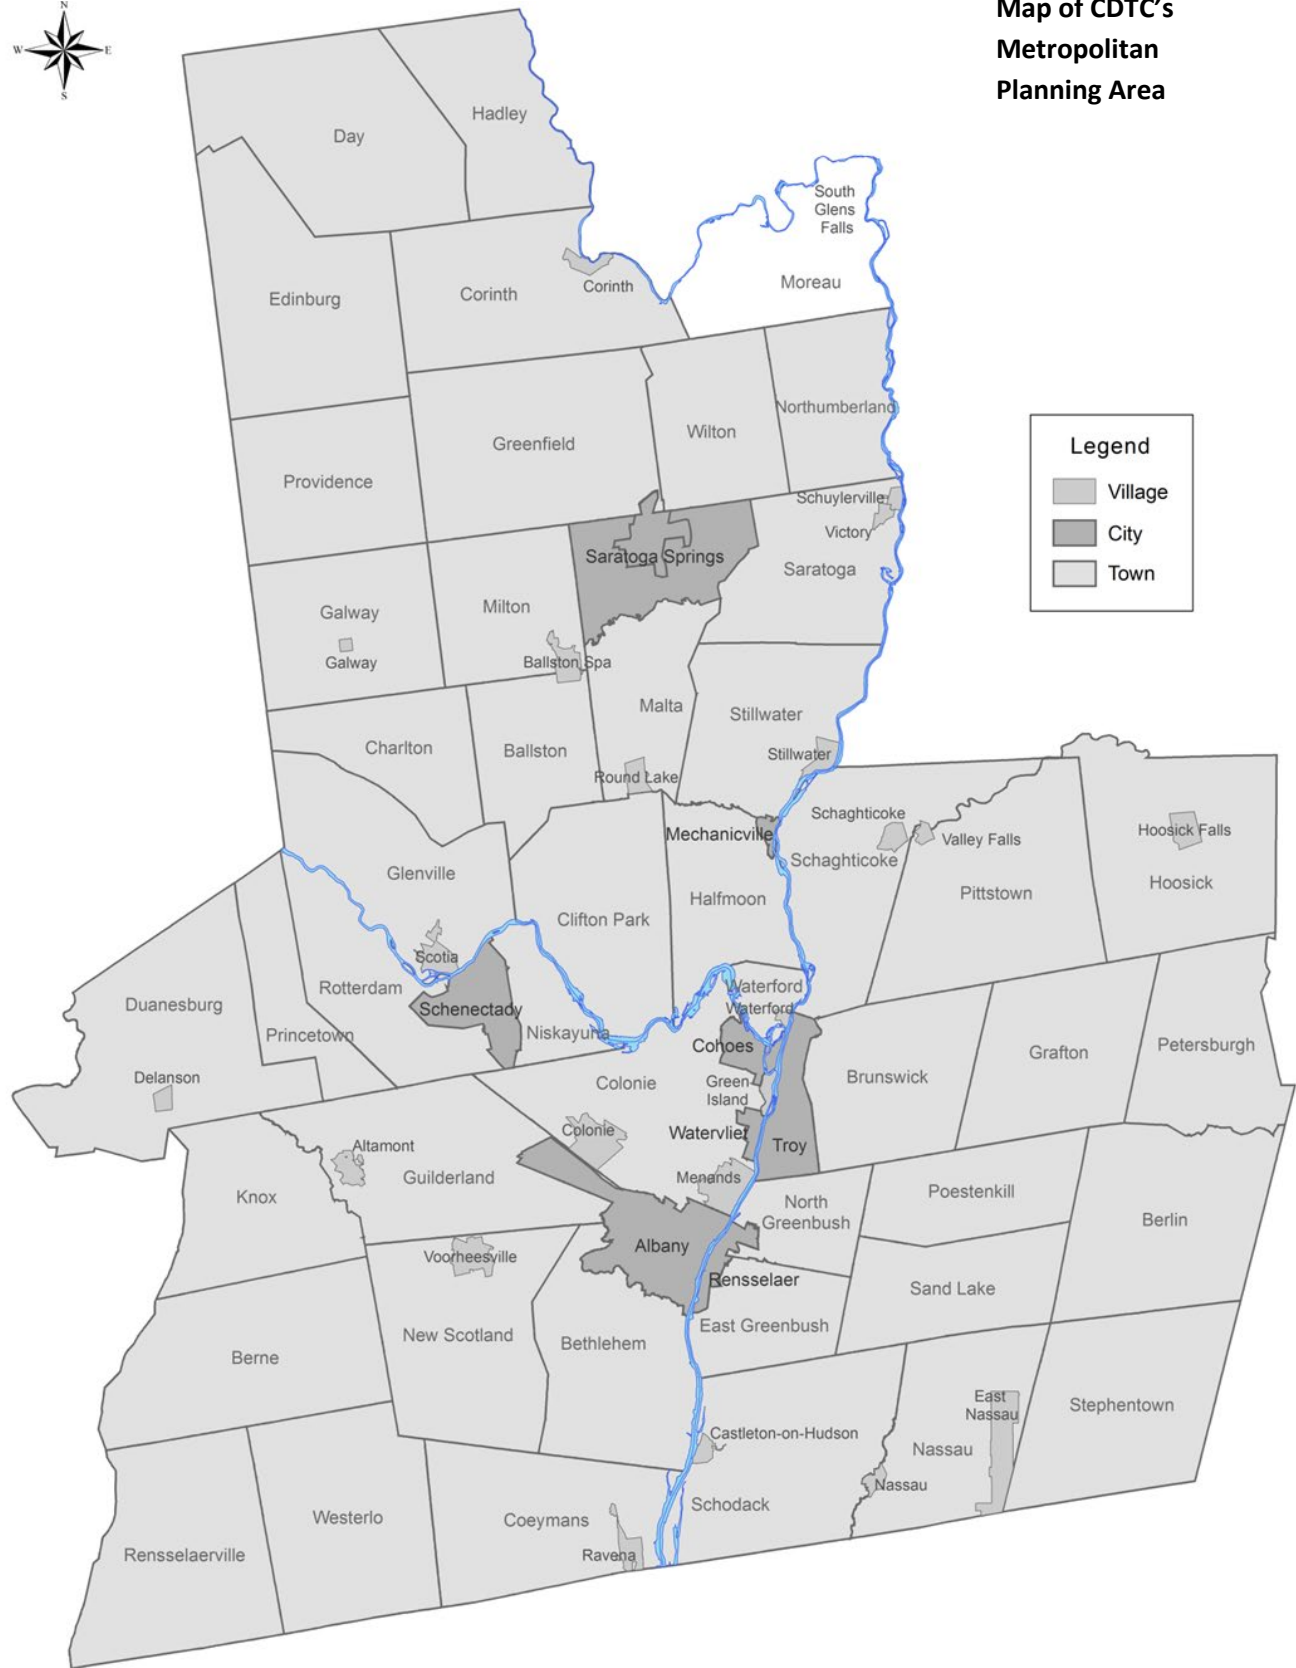 Map of CDTC's
Metropolitan
Planning Area
N
W
E
S
Hadley
Day
South
Glens
Falls
Moreau
Corinth
Corinth
Edinburg
Northumberland
Wilton
Greenfield
Legend
Village
City
Town
Providence
Schuylerville
Victory
Saratoga Springs
Saratoga
Galway
Milton
Galway
Ballston Spa
Malta
Stillwater
Charlton
Ballston
Stillwater
Round Lake
Schaghticoke
Mechanicville
Valley Falls
Hoosick Falls
Schaghticoke
Glenville
Halfmoon
Pittstown
Hoosick
Clifton Park
Scotia
Rotterdam
Waterford
Duanesburg
Schenectady
Waterford
Princetown
Niskayuna
Cohoes
Petersburgh
Grafton
Delanson
Colonie
Green
Island
Brunswick
Colonie
Watervliet
Troy
Altamont
Guilderland
Menands
Knox
North
Greenbush
Poestenkill
Berlin
Albany
Voorheesville
Rensselaer
Sand Lake
New Scotland
Bethlehem
East Greenbush
Berne
East
Nassau
Stephentown
Castleton-on-Hudson
Nassau
Nassau
Schodack
Westerlo
Coeymans
Rensselaerville
Ravena